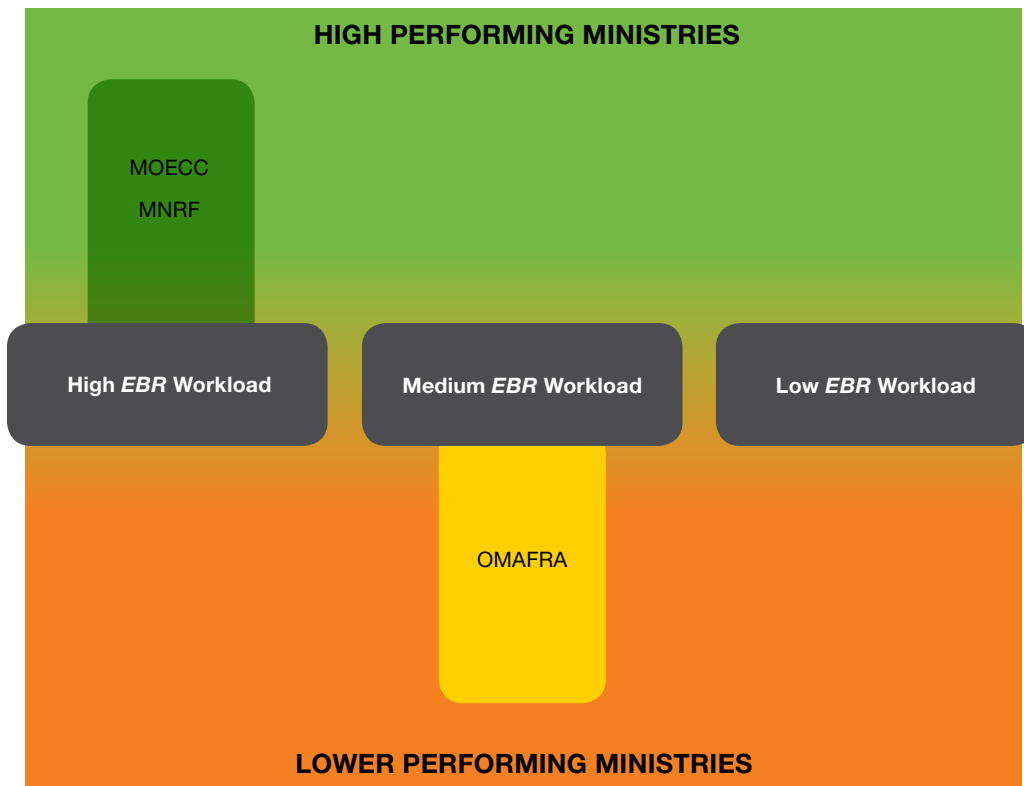 HIGH PERFORMING MINISTRIES
MOECC
MNRF
High EBR Workload
Medium EBR Workload
Low EBR Workload
OMAFRA
LOWER PERFORMING MINISTRIES